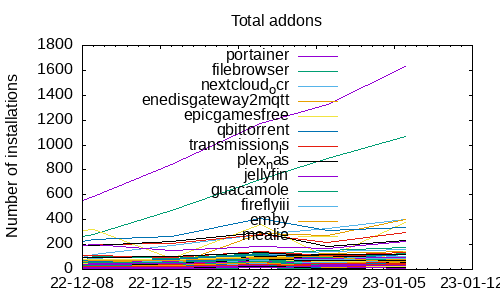 Total addons
Number of installations
1800
1600
1400
1200
1000
800
600
400
200
0
portainer
filebrowser
nextcloud_ocr
enedisgateway2mqtt
epicgamesfree
qbittorrent
transmission_ls
plex_nas
jellyfin
guacamole
fireflyiii
emby
mealie
22-12-08 22-12-15 22-12-22 22-12-29 23-01-05 23-01-12